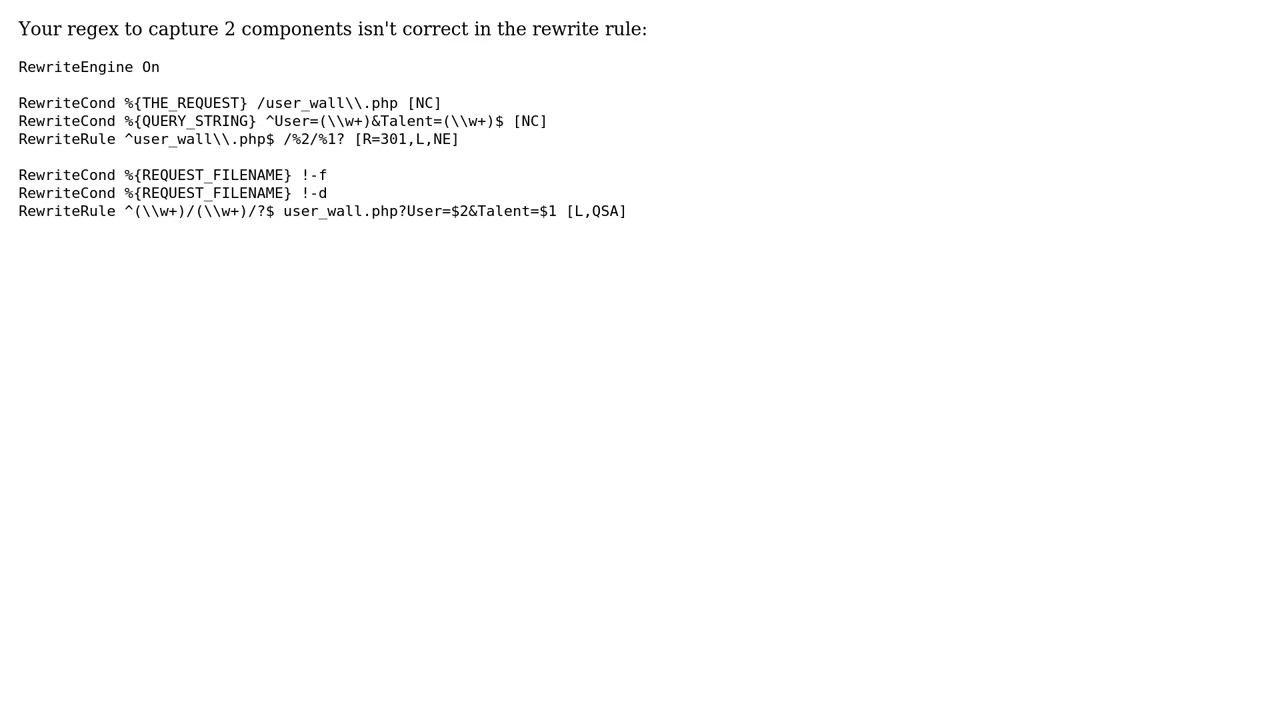 Your regex to capture 2 components isn't correct in the rewrite rule:
RewriteEngine On
RewriteCond %{THE_REQUEST} /user_wall\\.php [NC]
RewriteCond %{QUERY_STRING} ^User=(\\w+)&Talent=(\\w+)$ [NC]
RewriteRule ^user_wall\\.php$ /%2/%1? [R=301,L,NE]
RewriteCond %{REQUEST_FILENAME} !-f
RewriteCond %{REQUEST_FILENAME} !-d
RewriteRule ^(\\w+)/(\\w+)/?$ user_wall.php?User=$2&Talent=$1 [L,QSA]